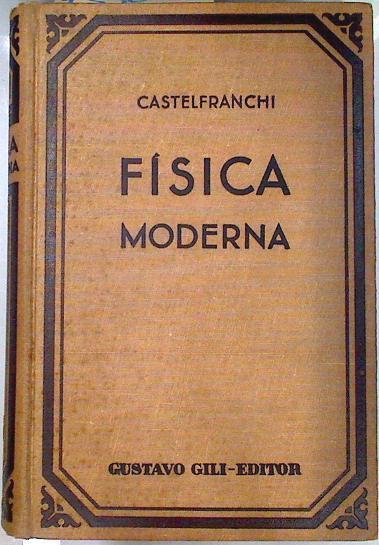 CASTELFRANCHI
FÍSICA
MODERNA
GUSTAVO GILI-EDITOR